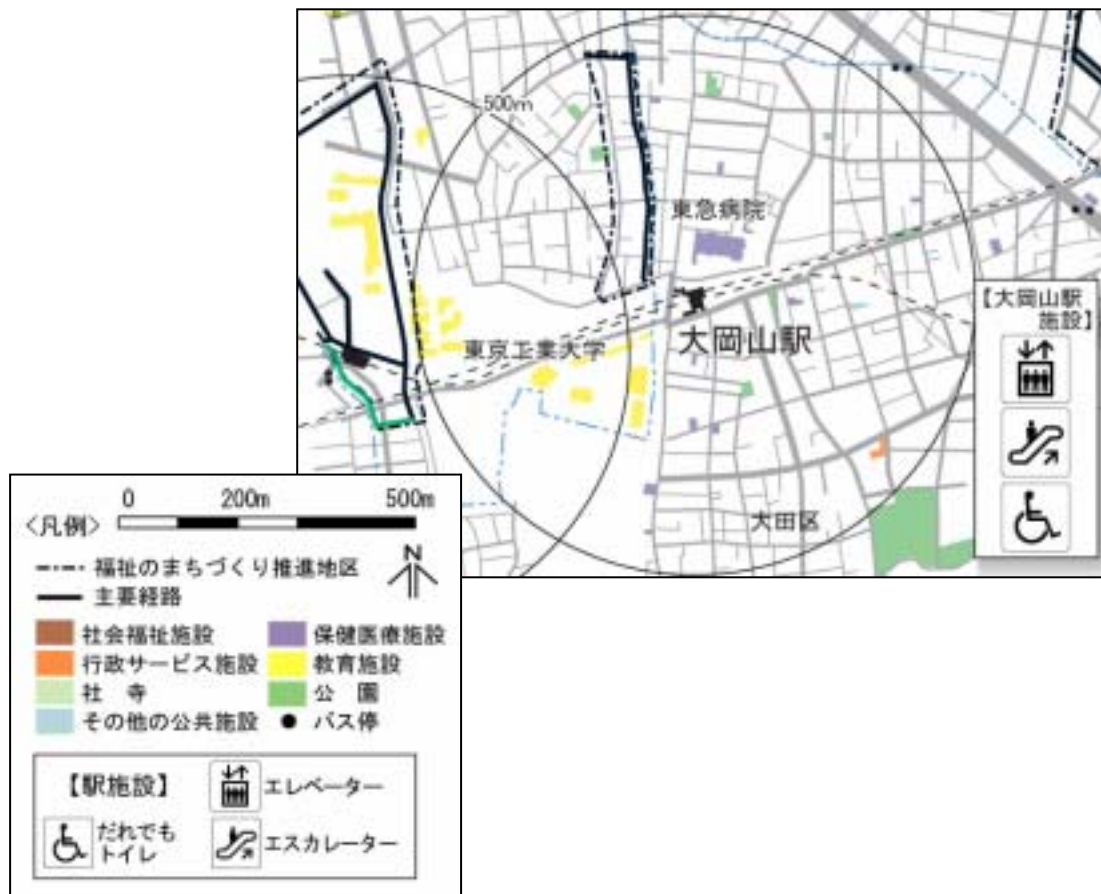 500m
東急病院
【大岡山駅
施設】
大岡山駅
東京工業大学
大田区
0 200m 500m
<凡例>
N
福祉のまちづくり推進地区
主要経路
社会福祉施設 保健医療施設
行政サービス施設 教育施設
社 寺 公 園
その他の公共施設 バス停
【駅施設】 エレベーター
だれでも
トイレ エスカレーター